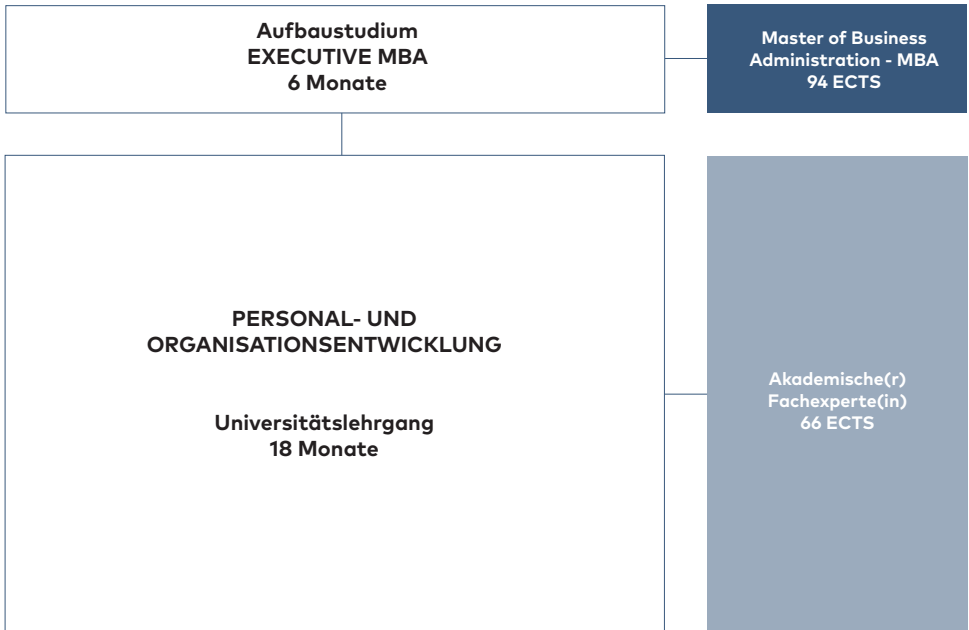 Aufbaustudium
EXECUTIVE MBA
6 Monate
Master of Business
Administration - MBA
94 ECTS
PERSONAL- UND
ORGANISATIONSENTWICKLUNG
Universitätslehrgang
18 Monate
Akademische(r)
Fachexperte(in)
66 ECTS